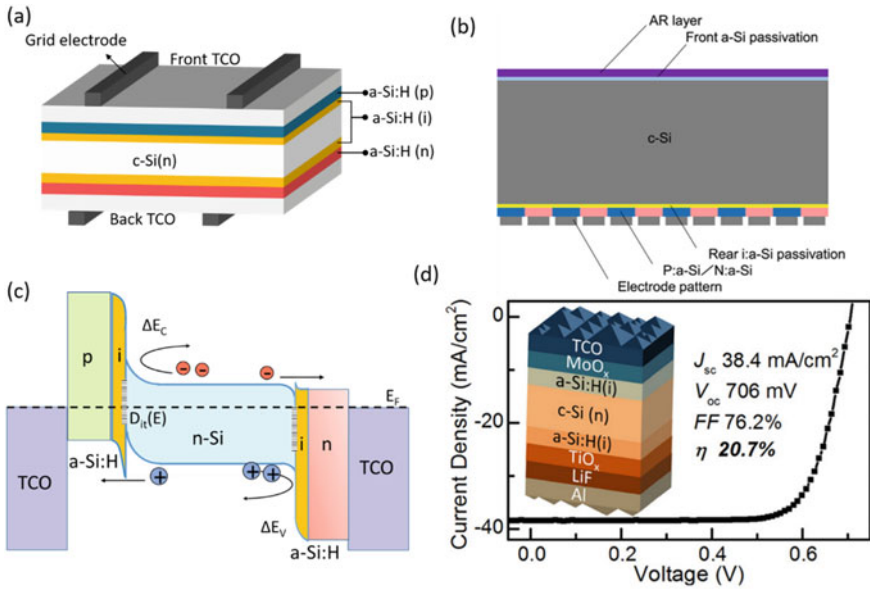 (a)
Grid electrode
Front TCO
a-Si:H (p)
a-Si:H (i)
c-Si(n)
a-Si:H (n)
Back TCO
(b)
AR layer
Front a-Si passivation
c-Si
Rear i:a-Si passivation
P:a-Si N:a-Si
Electrode pattern
(c)
ΔE_C
p
i
E_F
D_it(E)
n-Si
i
n
a-Si:H
TCO
TCO
ΔE_V
a-Si:H
(d)
0
-20
-40
Current Density (mA/cm²)
TCO
MoOₓ
a-Si:H(i)
c-Si (n)
a-Si:H(i)
TiOₓ
LiF
Al
J_sc 38.4 mA/cm²
V_oc 706 mV
FF 76.2%
η 20.7%
0.0 0.2 0.4 0.6
Voltage (V)